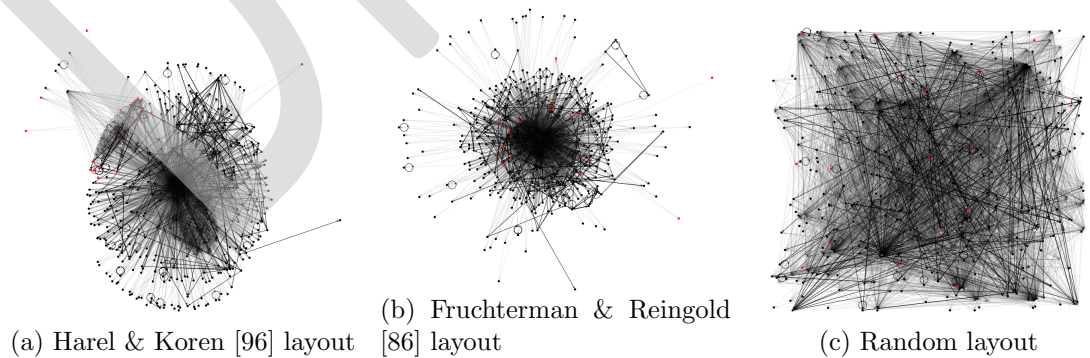 (a) Harel & Koren [96] layout
(b) Fruchterman & Reingold
[86] layout
(c) Random layout